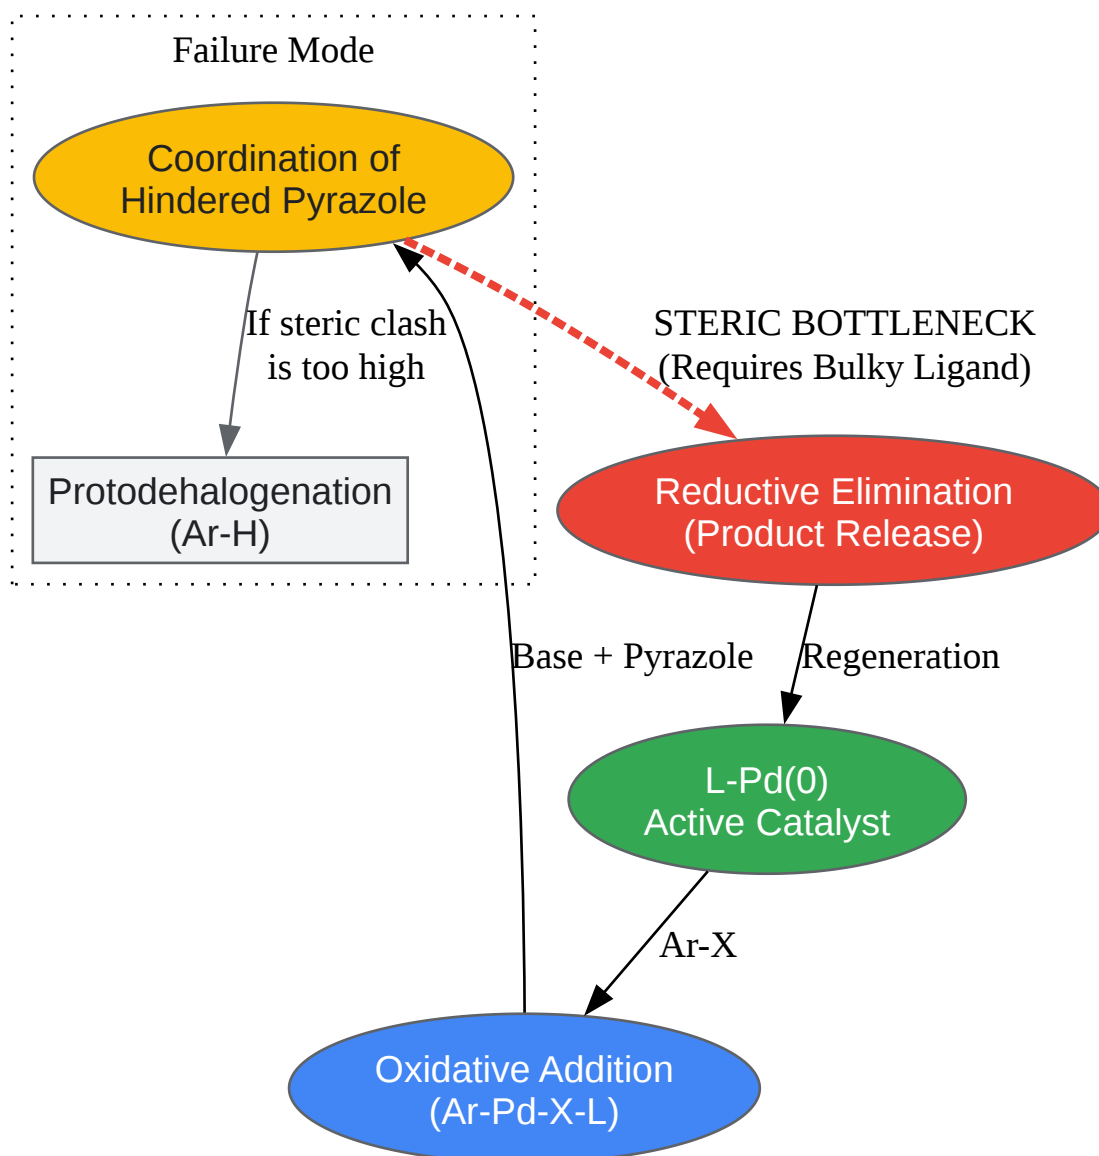 Failure Mode
Coordination of
Hindered Pyrazole
If steric clash
is too high
STERIC BOTTLENECK
(Requires Bulky Ligand)
Protodehalogenation
(Ar-H)
Reductive Elimination
(Product Release)
Base + Pyrazole
Regeneration
L-Pd(0)
Active Catalyst
Ar-X
Oxidative Addition
(Ar-Pd-X-L)